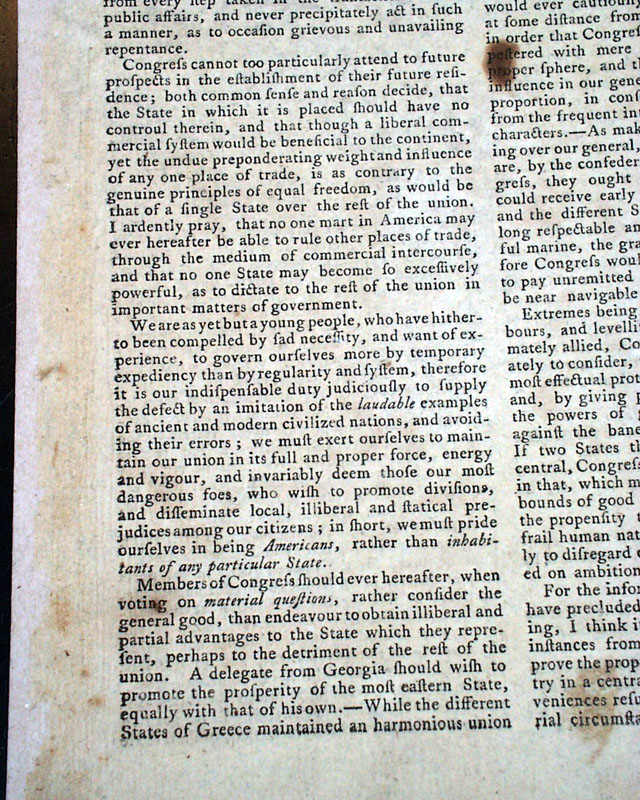 from every step taken in the
public affairs, and never precipitately act in such
a manner, as to occasion grievous and unavailing
repentance.
Congreſs cannot too particularly attend to future
proſpects in the eſtabliſhment of their future reſi-
dence; both common ſenſe and reaſon decide, that
the State in which it is placed ſhould have no
controul therein, and that though a liberal com-
mercial ſyſtem would be beneficial to the continent,
yet the undue preponderating weight and influence
of any one place of trade, is as contrary to the
genuine principles of equal freedom, as would be
that of a ſingle State over the reſt of the union.
I ardently pray, that no one mart in America may
ever hereafter be able to rule other places of trade,
through the medium of commercial intercourſe,
and that no one State may become ſo exceſſively
powerful, as to dictate to the reſt of the union in
important matters of government.
We are as yet but a young people, who have hither-
to been compelled by ſad neceſſity, and want of ex-
perience, to govern ourſelves more by temporary
expediency than by regularity and ſyſtem, therefore
it is our indiſpenſable duty judiciouſly to ſupply
the defect by an imitation of the laudable examples
of ancient and modern civilized nations, and avoid-
ing their errors; we muſt exert ourſelves to main-
tain our union in its full and proper force, energy
and vigour, and invariably deem thoſe our moſt
dangerous foes, who wiſh to promote diviſions,
and diſſeminate local, illiberal and ſtatical pre-
judices among our citizens; in ſhort, we muſt pride
ourſelves in being Americans, rather than inhabi-
tants of any particular State.
Members of Congreſs ſhould ever hereafter, when
voting on material queſtions, rather conſider the
general good, than endeavour to obtain illiberal and
partial advantages to the State which they repre-
ſent, perhaps to the detriment of the reſt of the
union. A delegate from Georgia ſhould wiſh to
promote the proſperity of the moſt eaſtern State,
equally with that of his own.—While the different
States of Greece maintained an harmonious union
would ever cautiouſ
at ſome diſtance from
in order that Congreſ
peſtered with mere
proper ſphere, and th
influence in our gene
proportion, in conſ
from the frequent int
characters.—As mak
ing over our general,
are, by the confeder
greſs, they ought
could receive early
and the different S
long reſpectable an
ful marine, the gra
fore Congreſs woul
to pay unremitted
be near navigable
Extremes being
bours, and levelli
mately allied, Co
ately to conſider,
moſt effectual pro
and, by giving p
the powers of
againſt the bane
If two States th
central, Congreſ
in that, which m
bounds of good
the propenſity t
frail human nat
ly to diſregard
ed on ambition
For the infor
have precluded
ing, I think i
inſtances from
prove the prop
try in a centra
veniences reſu
rial circumſta